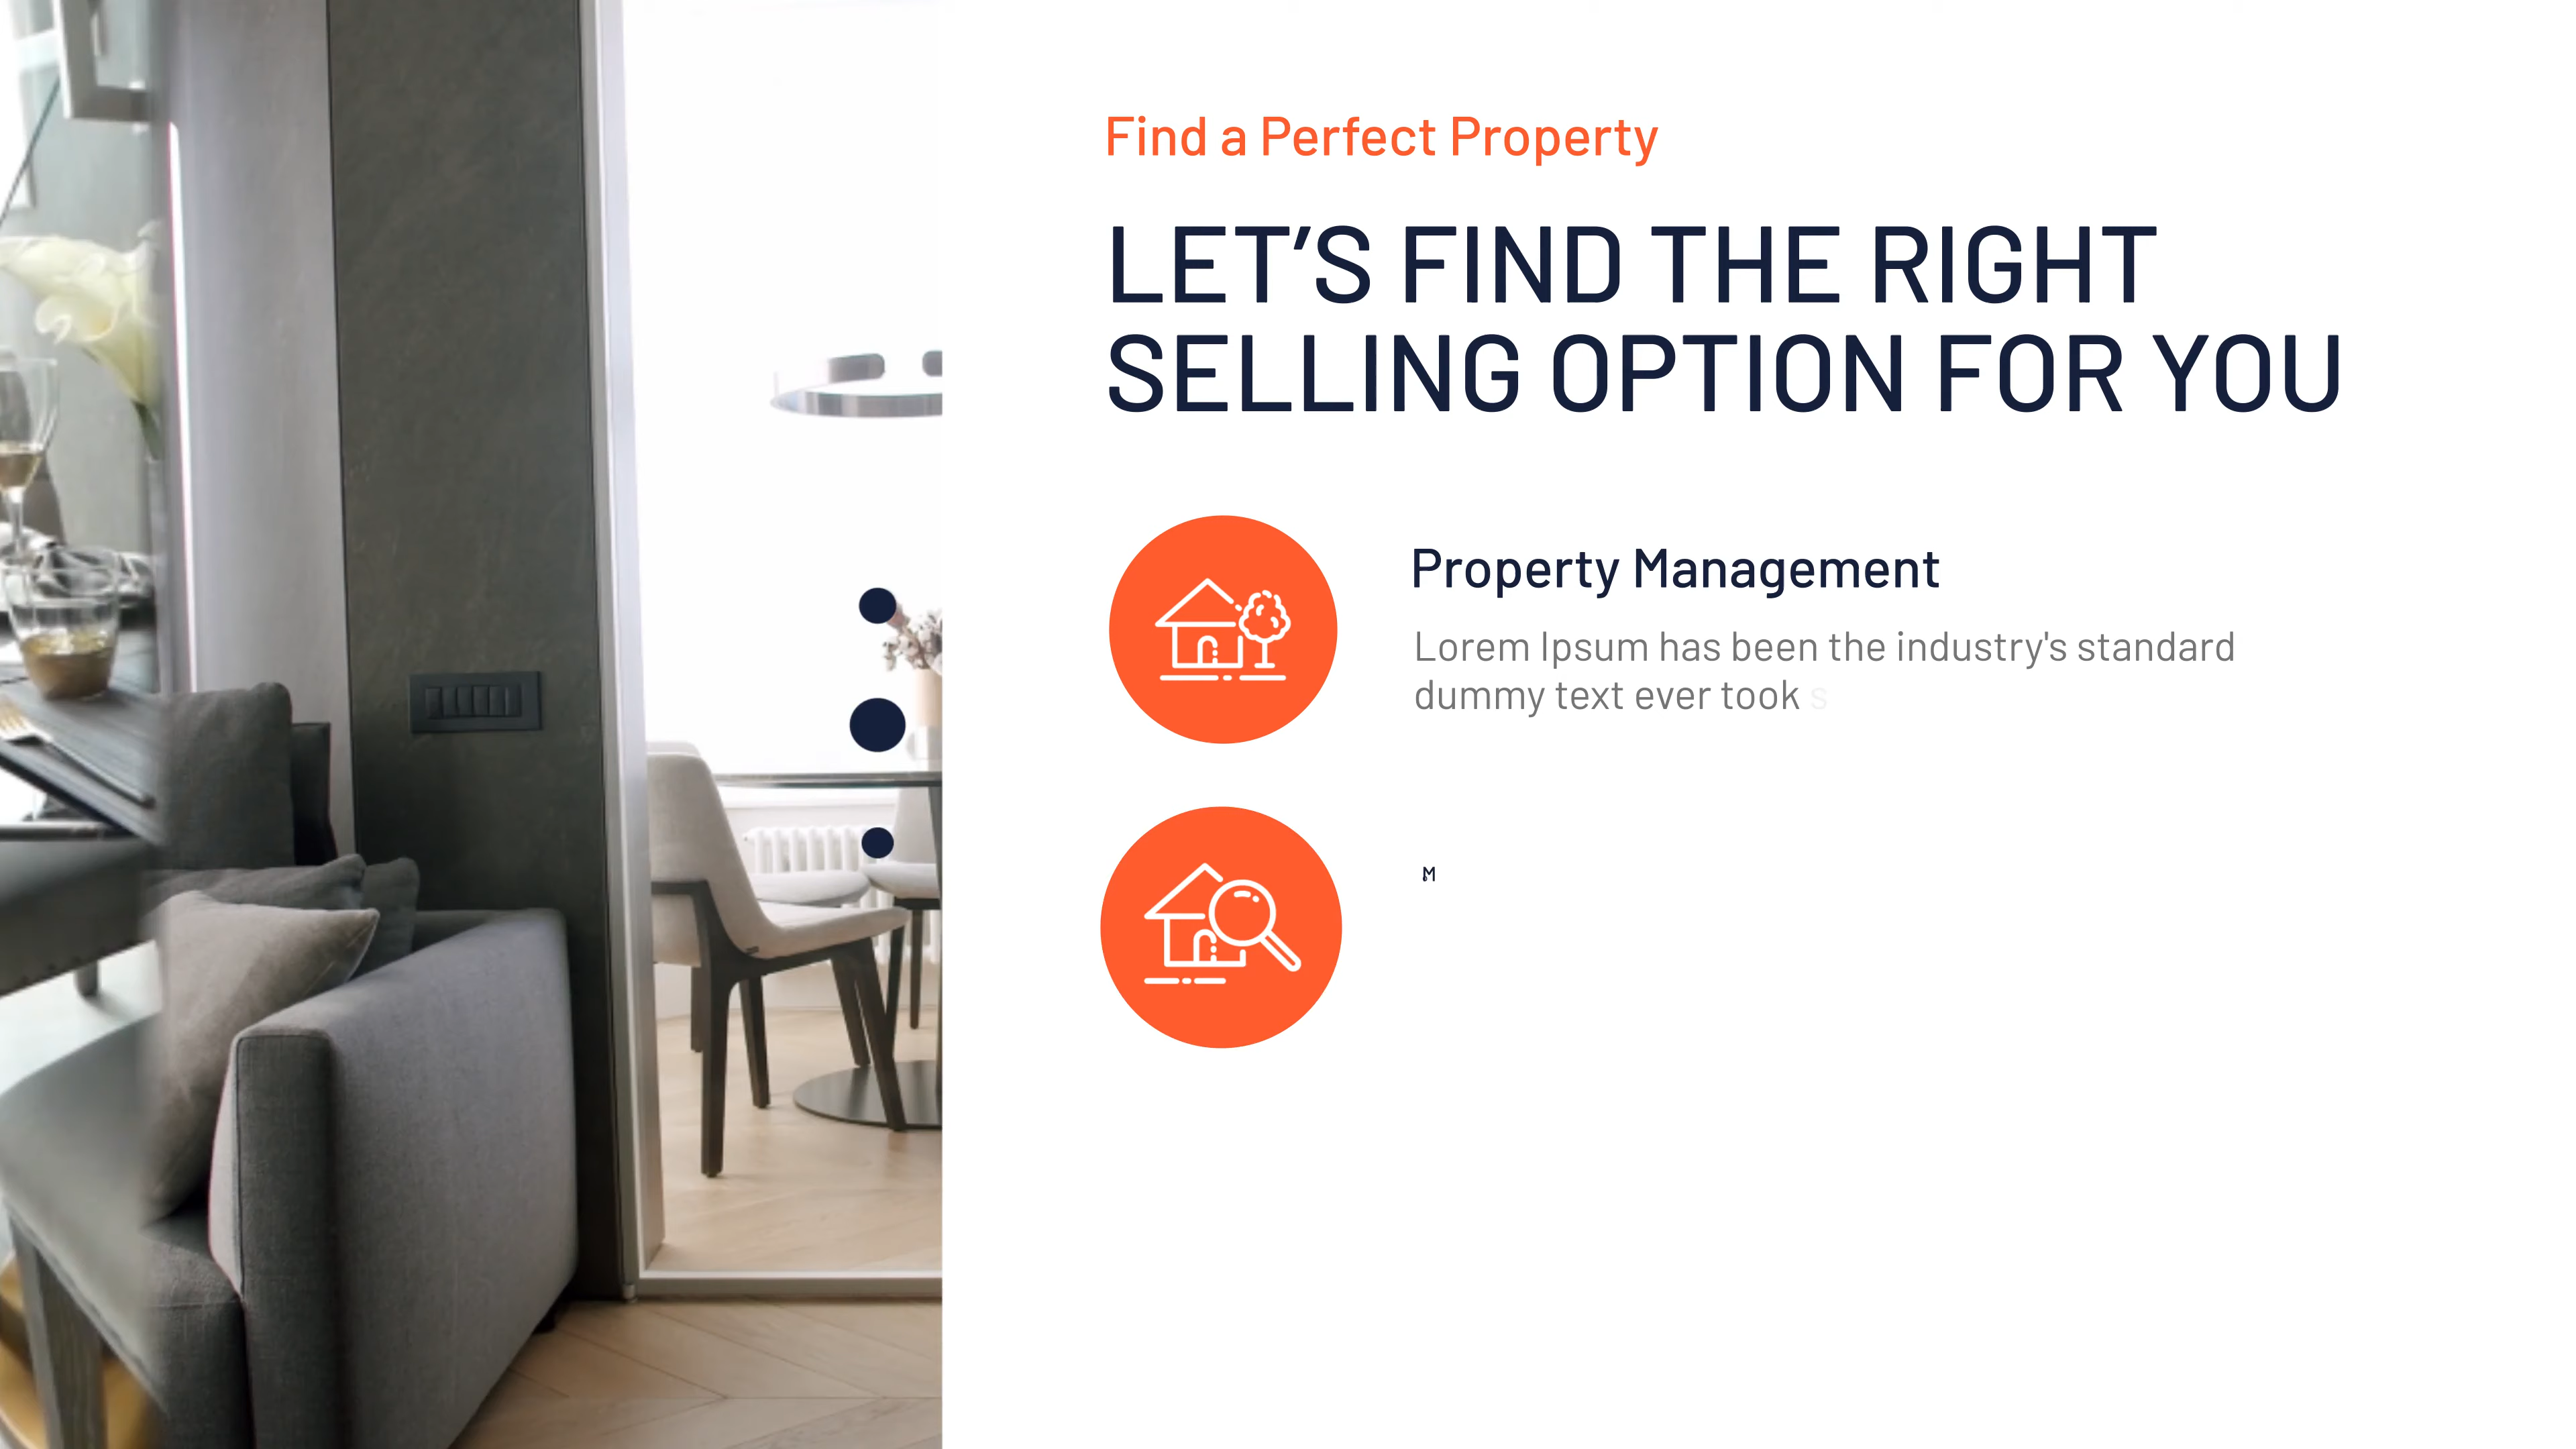 Find a Perfect Property
LET’S FIND THE RIGHT
SELLING OPTION FOR YOU
Property Management
Lorem Ipsum has been the industry's standard
dummy text ever took s
M